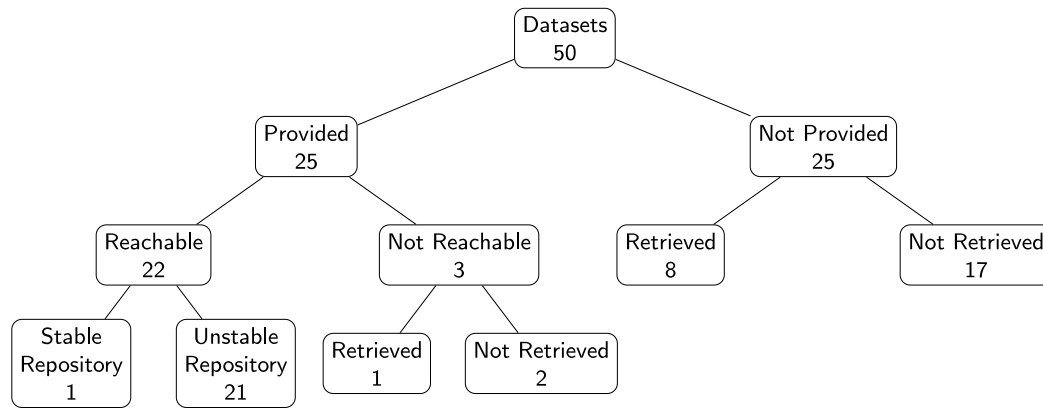 Datasets
50
Provided
25
Not Provided
25
Reachable
22
Not Reachable
3
Retrieved
8
Not Retrieved
17
Stable
Repository
1
Unstable
Repository
21
Retrieved
1
Not Retrieved
2